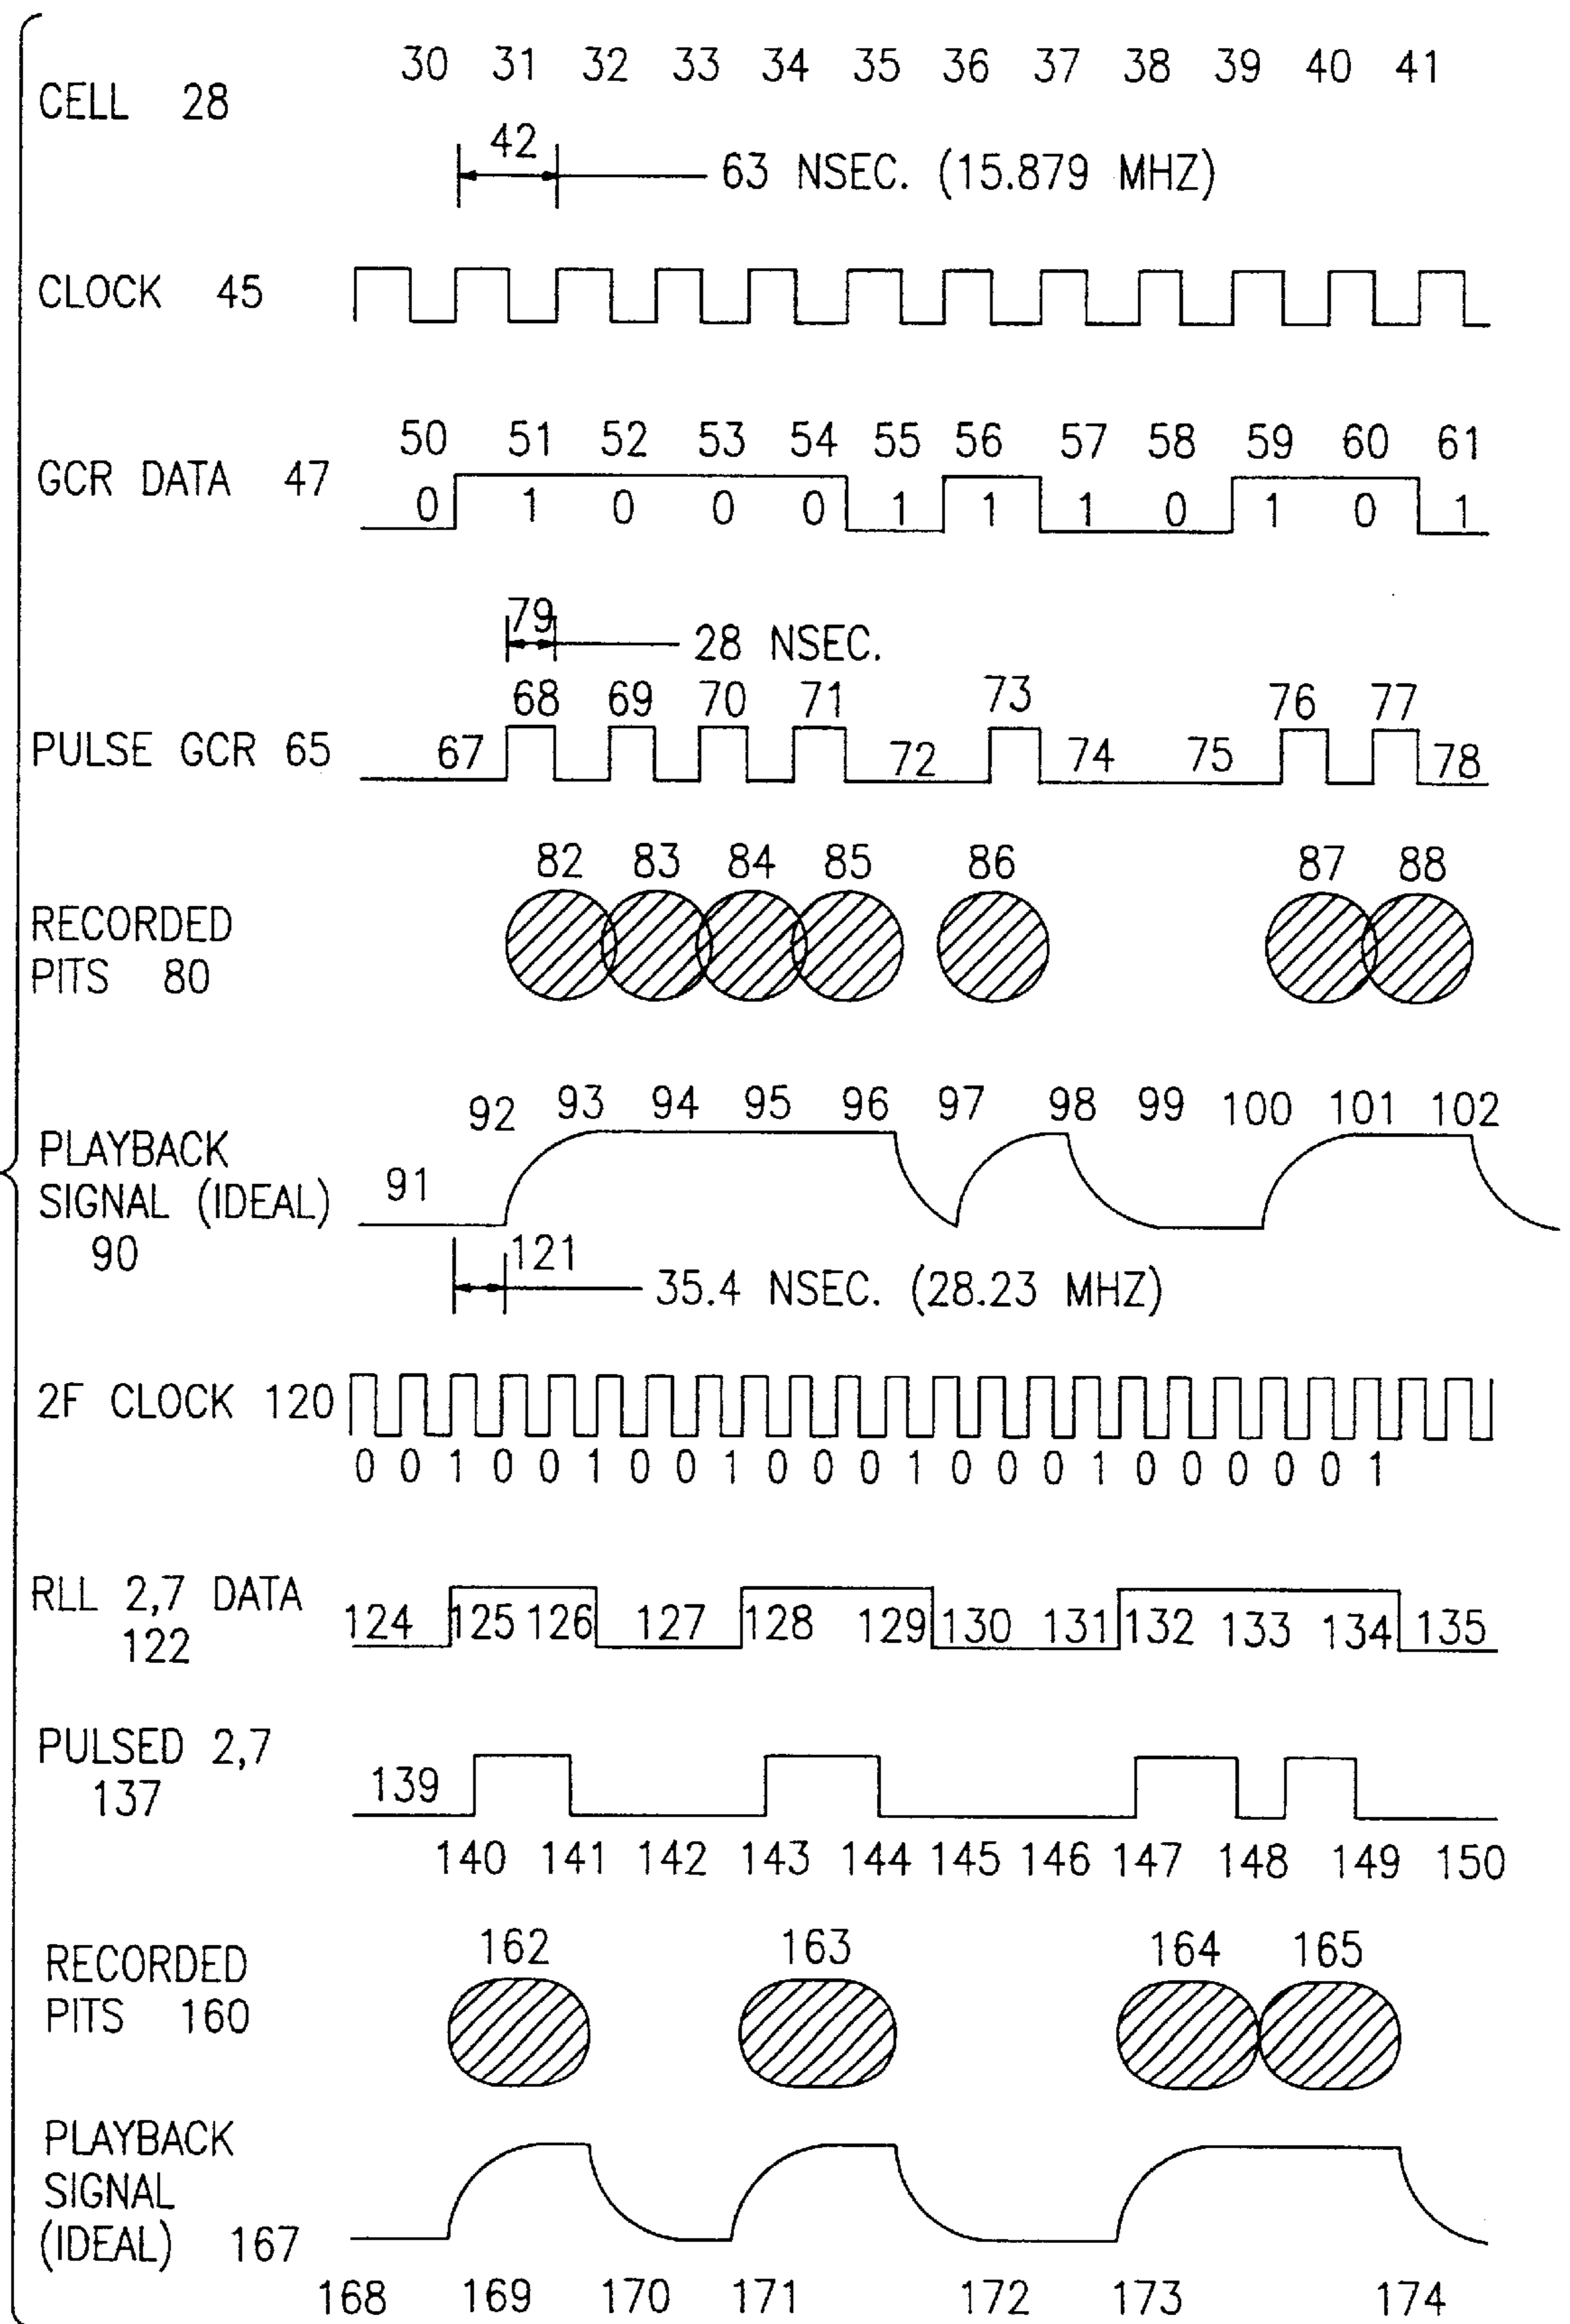 30 31 32 33 34 35 36 37 38 39 40 41
CELL 28
42
63 NSEC. (15.879 MHZ)
CLOCK 45
50 51 52 53 54 55 56 57 58 59 60 61
GCR DATA 47
0 1 0 0 0 1 1 1 0 1 0 1
79
28 NSEC.
68 69 70 71 73 76 77
PULSE GCR 65
67 72 74 75 78
82 83 84 85 86 87 88
RECORDED
PITS 80
92 93 94 95 96 97 98 99 100 101 102
PLAYBACK
SIGNAL (IDEAL)
90
91
121
35.4 NSEC. (28.23 MHZ)
2F CLOCK 120
0 0 1 0 0 1 0 0 1 0 0 0 1 0 0 0 1 0 0 0 0 0 1
RLL 2,7 DATA
122
124 125 126 127 128 129 130 131 132 133 134 135
PULSED 2,7
137
139
140 141 142 143 144 145 146 147 148 149 150
162 163 164 165
RECORDED
PITS 160
PLAYBACK
SIGNAL
(IDEAL) 167
168 169 170 171 172 173 174